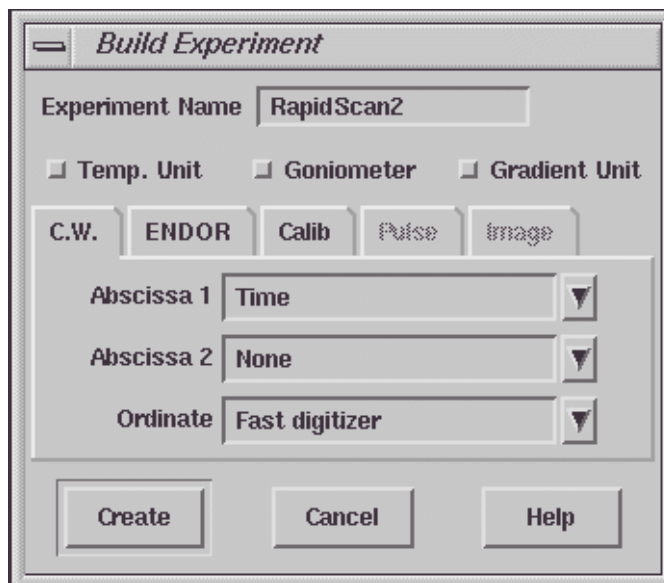 Build Experiment
Experiment Name RapidScan2
Temp. Unit Goniometer Gradient Unit
C.W. ENDOR Calib Pulse Image
Abscissa 1 Time
Abscissa 2 None
Ordinate Fast digitizer
Create Cancel Help